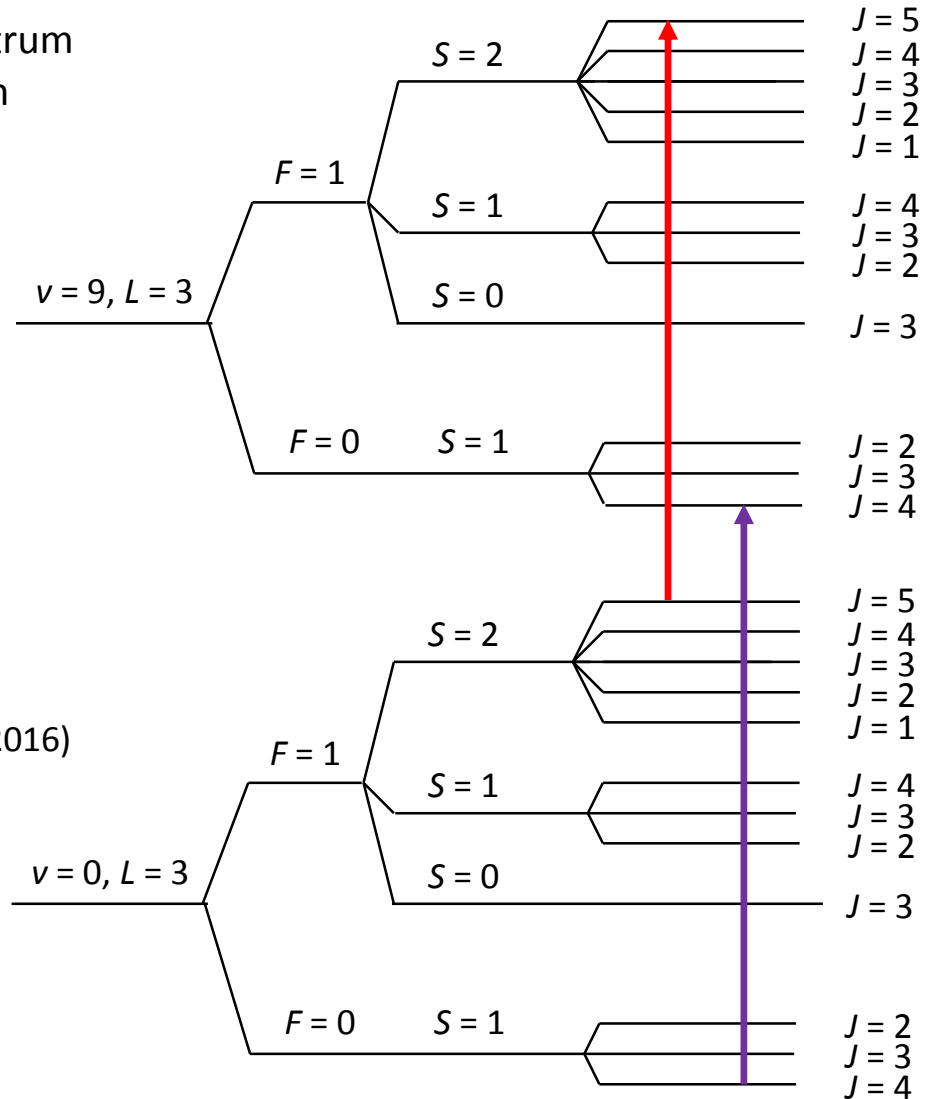 J = 5
S = 2
J = 4
J = 3
J = 2
J = 1
F = 1
S = 1
J = 4
J = 3
J = 2
v = 9, L = 3
S = 0
J = 3
F = 0 S = 1
J = 2
J = 3
J = 4
J = 5
S = 2
J = 4
J = 3
J = 2
J = 1
2016)
F = 1
S = 1
J = 4
J = 3
J = 2
v = 0, L = 3
S = 0
J = 3
F = 0 S = 1
J = 2
J = 3
J = 4